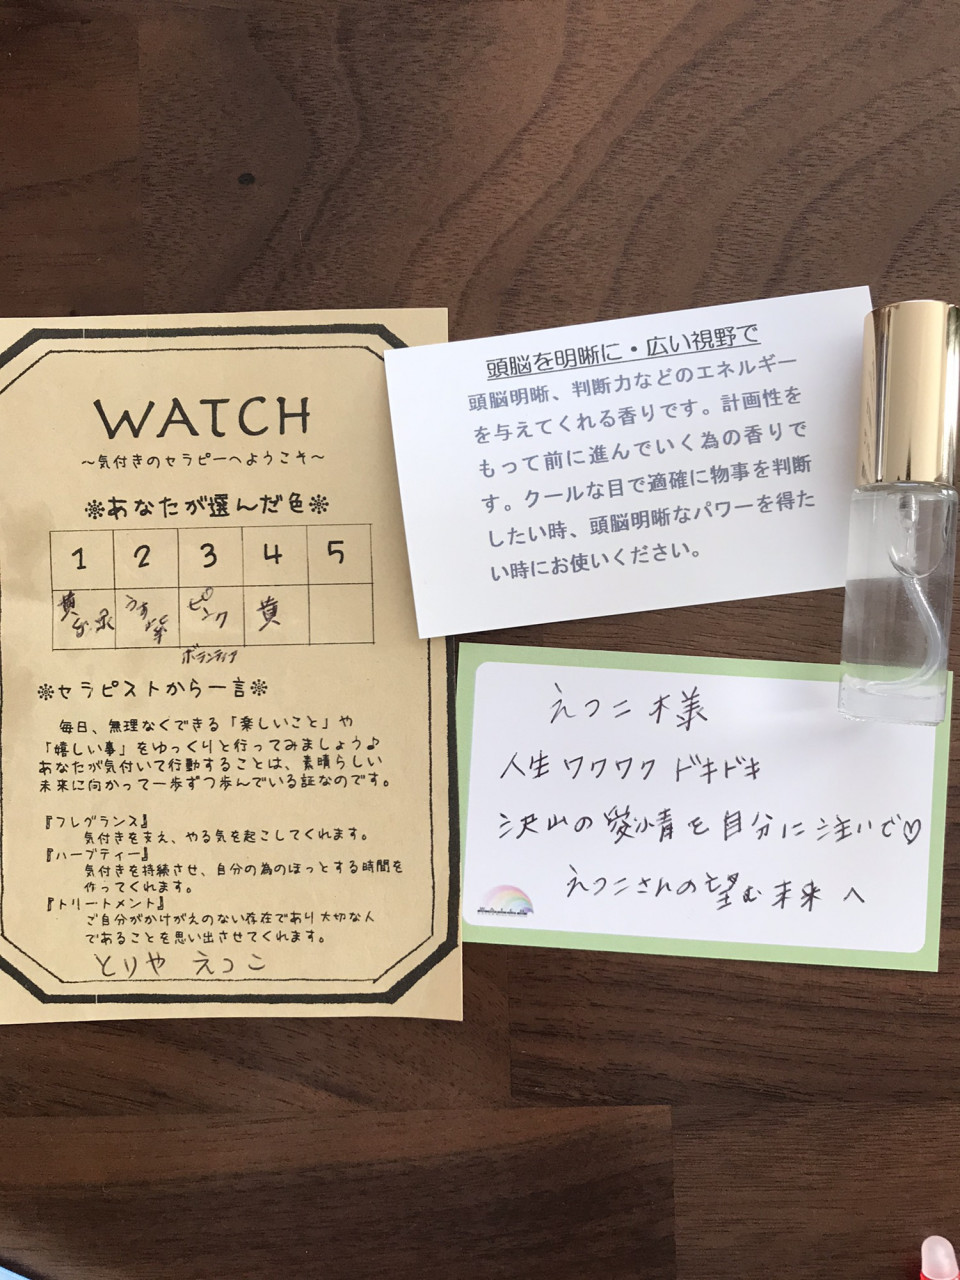 WATCH
～気付きのセラピーへようこそ～
※あなたが選んだ色※
1 2 3 4 5
黄 うす ピンク 黄
緑 紫
ボランティア
※セラピストから一言※
毎日、無理なくできる「楽しいこと」や
「嬉しい事」をゆっくりと行ってみましょう♪
あなたが気付いて行動することは、素晴らしい
未来に向かって一歩ずつ歩んでいる証なのです。
『フレグランス』
気付きを支え、やる気を起こしてくれます。
『ハーブティー』
気付きを持続させ、自分の為のほっとする時間を
作ってくれます。
『トリートメント』
ご自分がかけがえのない存在であり大切な人
であることを思い出させてくれます。
とりや えつこ
頭脳を明晰に・広い視野で
頭脳明晰、判断力などのエネルギー
を与えてくれる香りです。計画性を
もって前に進んでいく為の香りで
す。クールな目で適確に物事を判断
したい時、頭脳明晰なパワーを得た
い時にお使いください。
えつこ様
人生ワクワクドキドキ
沢山の愛情を自分に注いで♡
えつこさんの望む未来へ